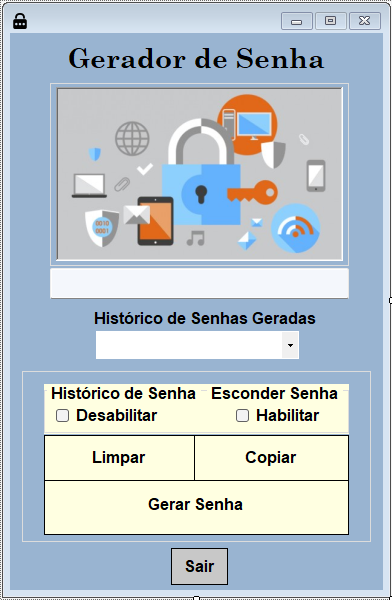 Gerador de Senha
0010
0001
Histórico de Senhas Geradas
Histórico de Senha Esconder Senha
Desabilitar Habilitar
Limpar Copiar
Gerar Senha
Sair